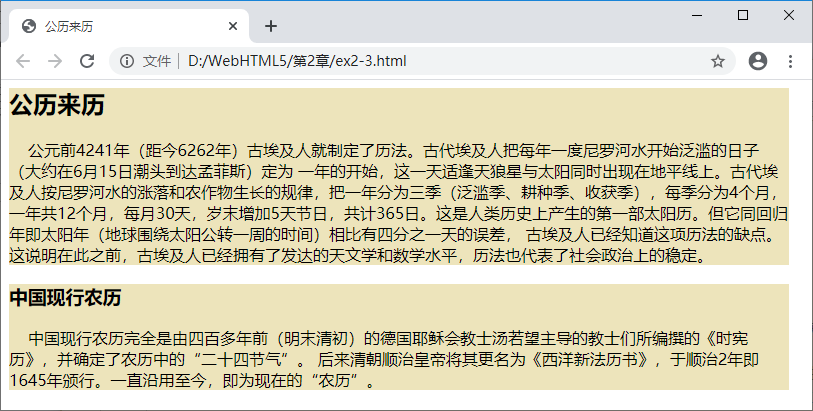 公历来历
文件 D:/WebHTML5/第2章/ex2-3.html
公历来历
公元前4241年（距今6262年）古埃及人就制定了历法。古代埃及人把每年一度尼罗河水开始泛滥的日子
（大约在6月15日潮头到达孟菲斯）定为 一年的开始，这一天适逢天狼星与太阳同时出现在地平线上。古代埃
及人按尼罗河水的涨落和农作物生长的规律，把一年分为三季（泛滥季、耕种季、收获季），每季分为4个月，
一年共12个月，每月30天，岁末增加5天节日，共计365日。这是人类历史上产生的第一部太阳历。但它同回归
年即太阳年（地球围绕太阳公转一周的时间）相比有四分之一天的误差， 古埃及人已经知道这项历法的缺点。
这说明在此之前，古埃及人已经拥有了发达的天文学和数学水平，历法也代表了社会政治上的稳定。
中国现行农历
中国现行农历完全是由四百多年前（明末清初）的德国耶稣会教士汤若望主导的教士们所编撰的《时宪
历》，并确定了农历中的“二十四节气”。 后来清朝顺治皇帝将其更名为《西洋新法历书》，于顺治2年即
1645年颁行。一直沿用至今，即为现在的“农历”。